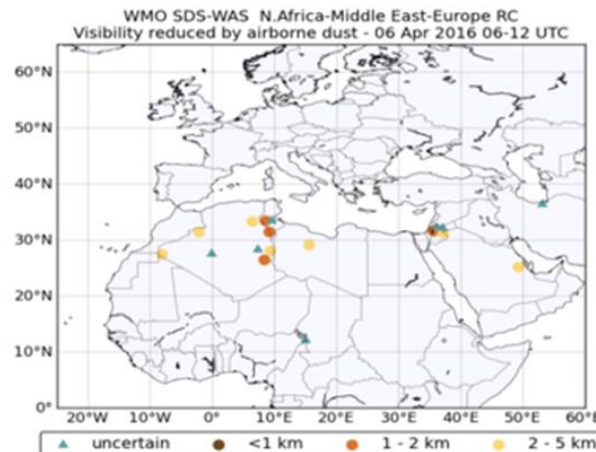 WMO SDS-WAS N.Africa-Middle East-Europe RC
Visibility reduced by airborne dust - 06 Apr 2016 06-12 UTC
60°N
50°N
40°N
30°N
20°N
10°N
0°
20°W 10°W 0° 10°E 20°E 30°E 40°E 50°E 60°E
uncertain <1 km 1 - 2 km 2 - 5 km